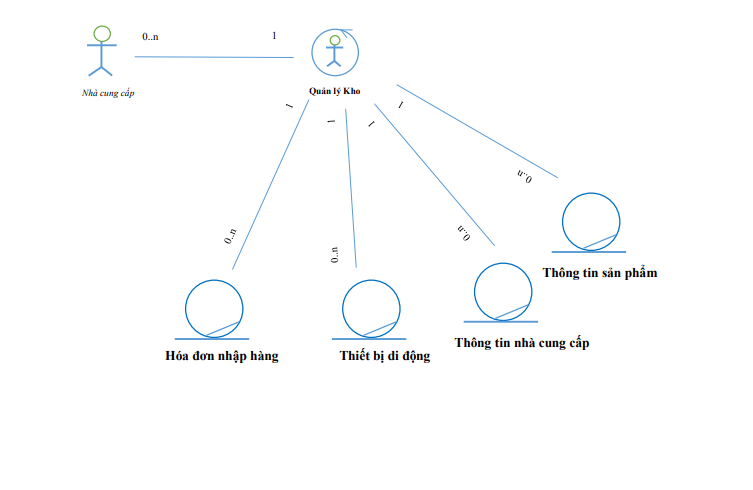 0..n
1
Nhà cung cấp
Quản lý Kho
1
1
1
1
0..n
0..n
0..n
0..n
Thông tin sản phẩm
Thông tin nhà cung cấp
Hóa đơn nhập hàng
Thiết bị di động